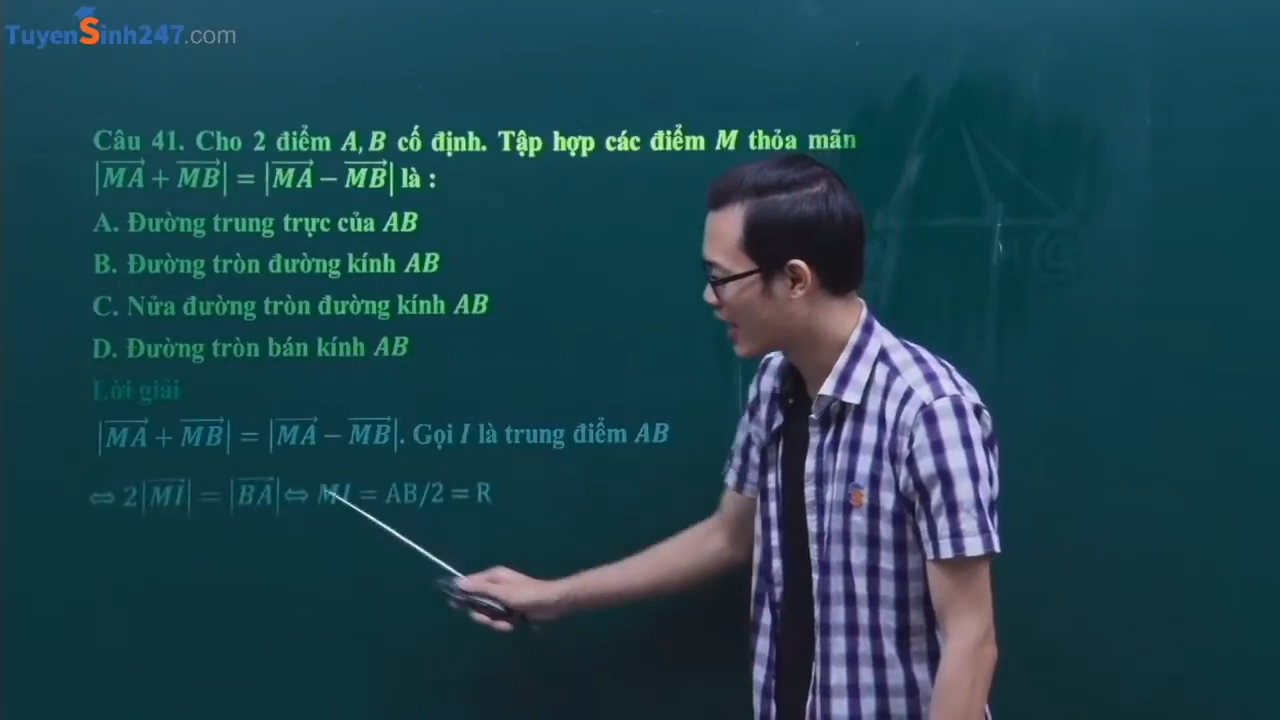 TuyenSinh247.com
Câu 41. Cho 2 điểm A, B cố định. Tập hợp các điểm M thỏa mãn
|MA + MB| = |MA − MB| là :
A. Đường trung trực của AB
B. Đường tròn đường kính AB
C. Nửa đường tròn đường kính AB
D. Đường tròn bán kính AB
Lời giải
|MA + MB| = |MA − MB|. Gọi I là trung điểm AB
⇔ 2|MI| = |BA| ⇔ MI = AB/2 = R